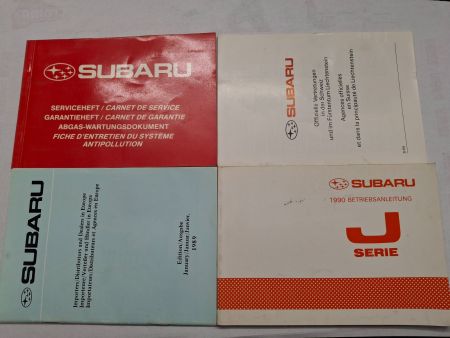 SUBARU
SERVICEHEFT / CARNET DE SERVICE
GARANTIEHEFT / CARNET DE GARANTIE
ABGAS-WARTUNGSDOKUMENT
FICHE D'ENTRETIEN DU SYSTÈME
ANTIPOLLUTION
SUBARU
Offizielle Vertretungen
in der Schweiz
und im Fürstentum Liechtenstein
Agences officielles
en Suisse
et dans la principauté de Liechtenstein
SUBARU
Importers/Distributors and Dealers in Europe
Importeure/Verteiler und Händler in Europa
Importateurs/Distributeurs et Agences en Europe
Edition/Ausgabe
January/Januar/Janvier,
1989
SUBARU
1990 BETRIEBSANLEITUNG
J
SERIE